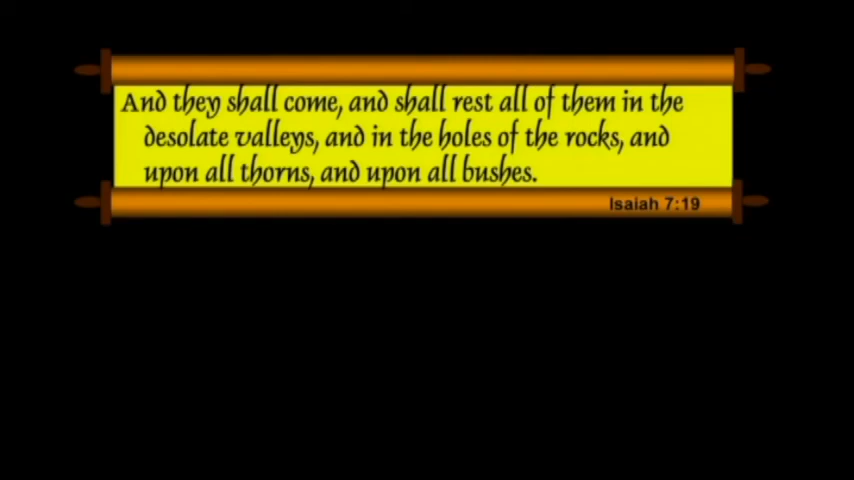 And they shall come, and shall rest all of them in the
desolate valleys, and in the holes of the rocks, and
upon all thorns, and upon all bushes.
Isaiah 7:19